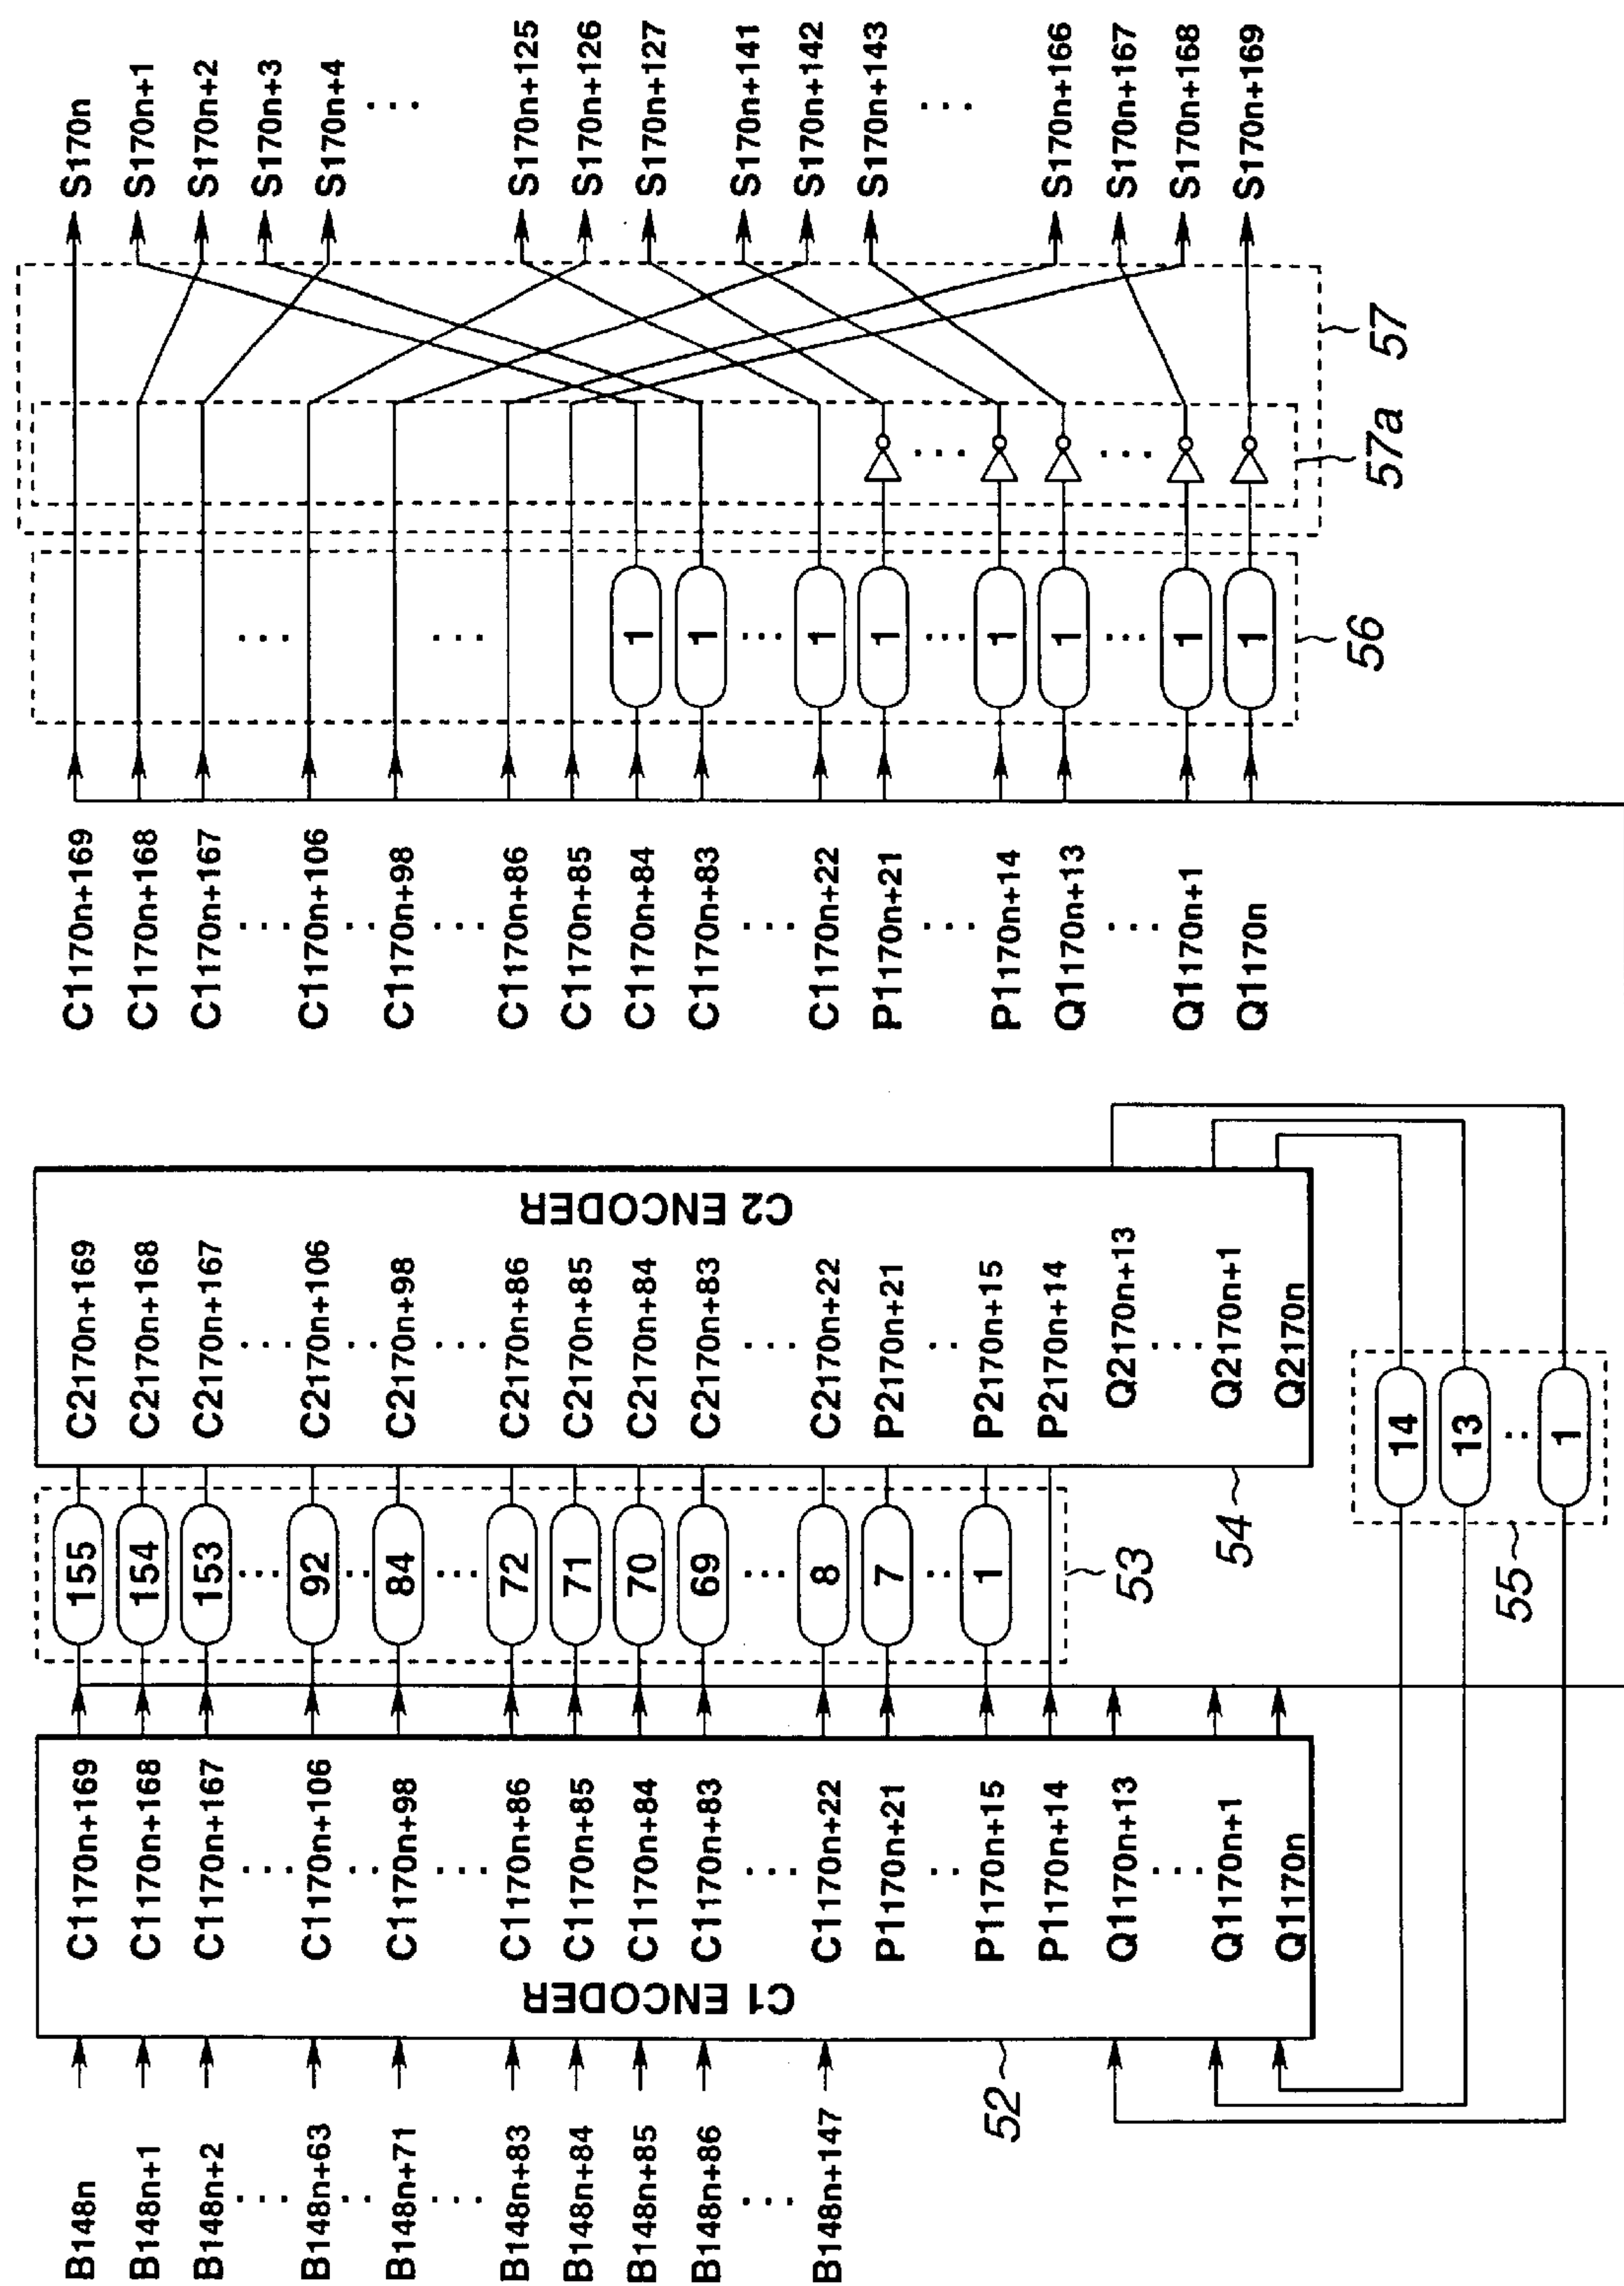 B148n
B148n+1
B148n+2
...
B148n+63
..
B148n+71
...
B148n+83
B148n+84
B148n+85
B148n+86
...
B148n+147
52
C1 ENCODER
C1170n+169
C1170n+168
C1170n+167
...
C1170n+106
..
C1170n+98
...
C1170n+86
C1170n+85
C1170n+84
C1170n+83
...
C1170n+22
P1170n+21
..
P1170n+15
P1170n+14
Q1170n+13
...
Q1170n+1
Q1170n
155
154
153
...
92
..
84
...
72
71
70
69
...
8
7
..
1
53
C2170n+169
C2170n+168
C2170n+167
...
C2170n+106
..
C2170n+98
...
C2170n+86
C2170n+85
C2170n+84
C2170n+83
...
C2170n+22
P2170n+21
..
P2170n+15
P2170n+14
Q2170n+13
...
Q2170n+1
Q2170n
C2 ENCODER
54
14
13
..
1
55
C1170n+169
C1170n+168
C1170n+167
...
C1170n+106
..
C1170n+98
...
C1170n+86
C1170n+85
C1170n+84
C1170n+83
...
C1170n+22
P1170n+21
...
P1170n+14
Q1170n+13
...
Q1170n+1
Q1170n
...
...
1
1
...
1
1
...
1
1
...
1
1
56
...
...
57a
57
S170n
S170n+1
S170n+2
S170n+3
S170n+4
...
S170n+125
S170n+126
S170n+127
S170n+141
S170n+142
S170n+143
...
S170n+166
S170n+167
S170n+168
S170n+169